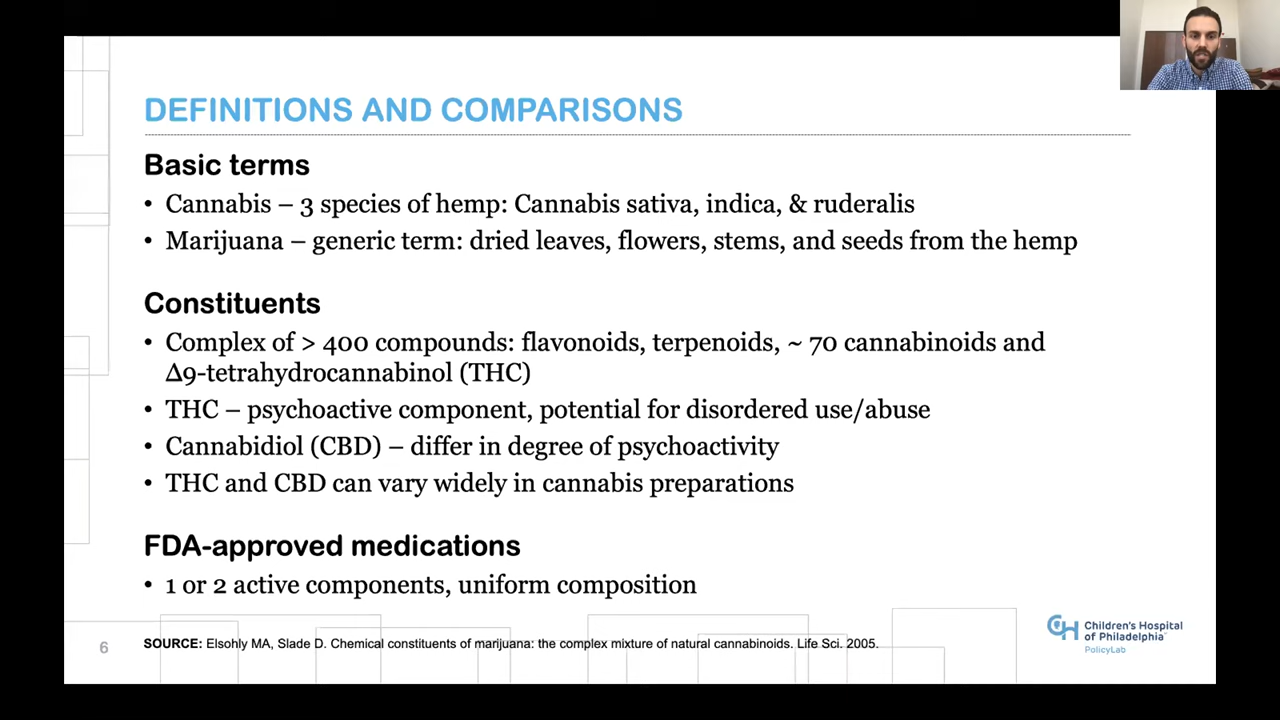 DEFINITIONS AND COMPARISONS
Basic terms
• Cannabis – 3 species of hemp: Cannabis sativa, indica, & ruderalis
• Marijuana – generic term: dried leaves, flowers, stems, and seeds from the hemp
Constituents
• Complex of > 400 compounds: flavonoids, terpenoids, ~ 70 cannabinoids and
Δ9-tetrahydrocannabinol (THC)
• THC – psychoactive component, potential for disordered use/abuse
• Cannabidiol (CBD) – differ in degree of psychoactivity
• THC and CBD can vary widely in cannabis preparations
FDA-approved medications
• 1 or 2 active components, uniform composition
6
SOURCE: Elsohly MA, Slade D. Chemical constituents of marijuana: the complex mixture of natural cannabinoids. Life Sci. 2005.
Children's Hospital
of Philadelphia™
PolicyLab